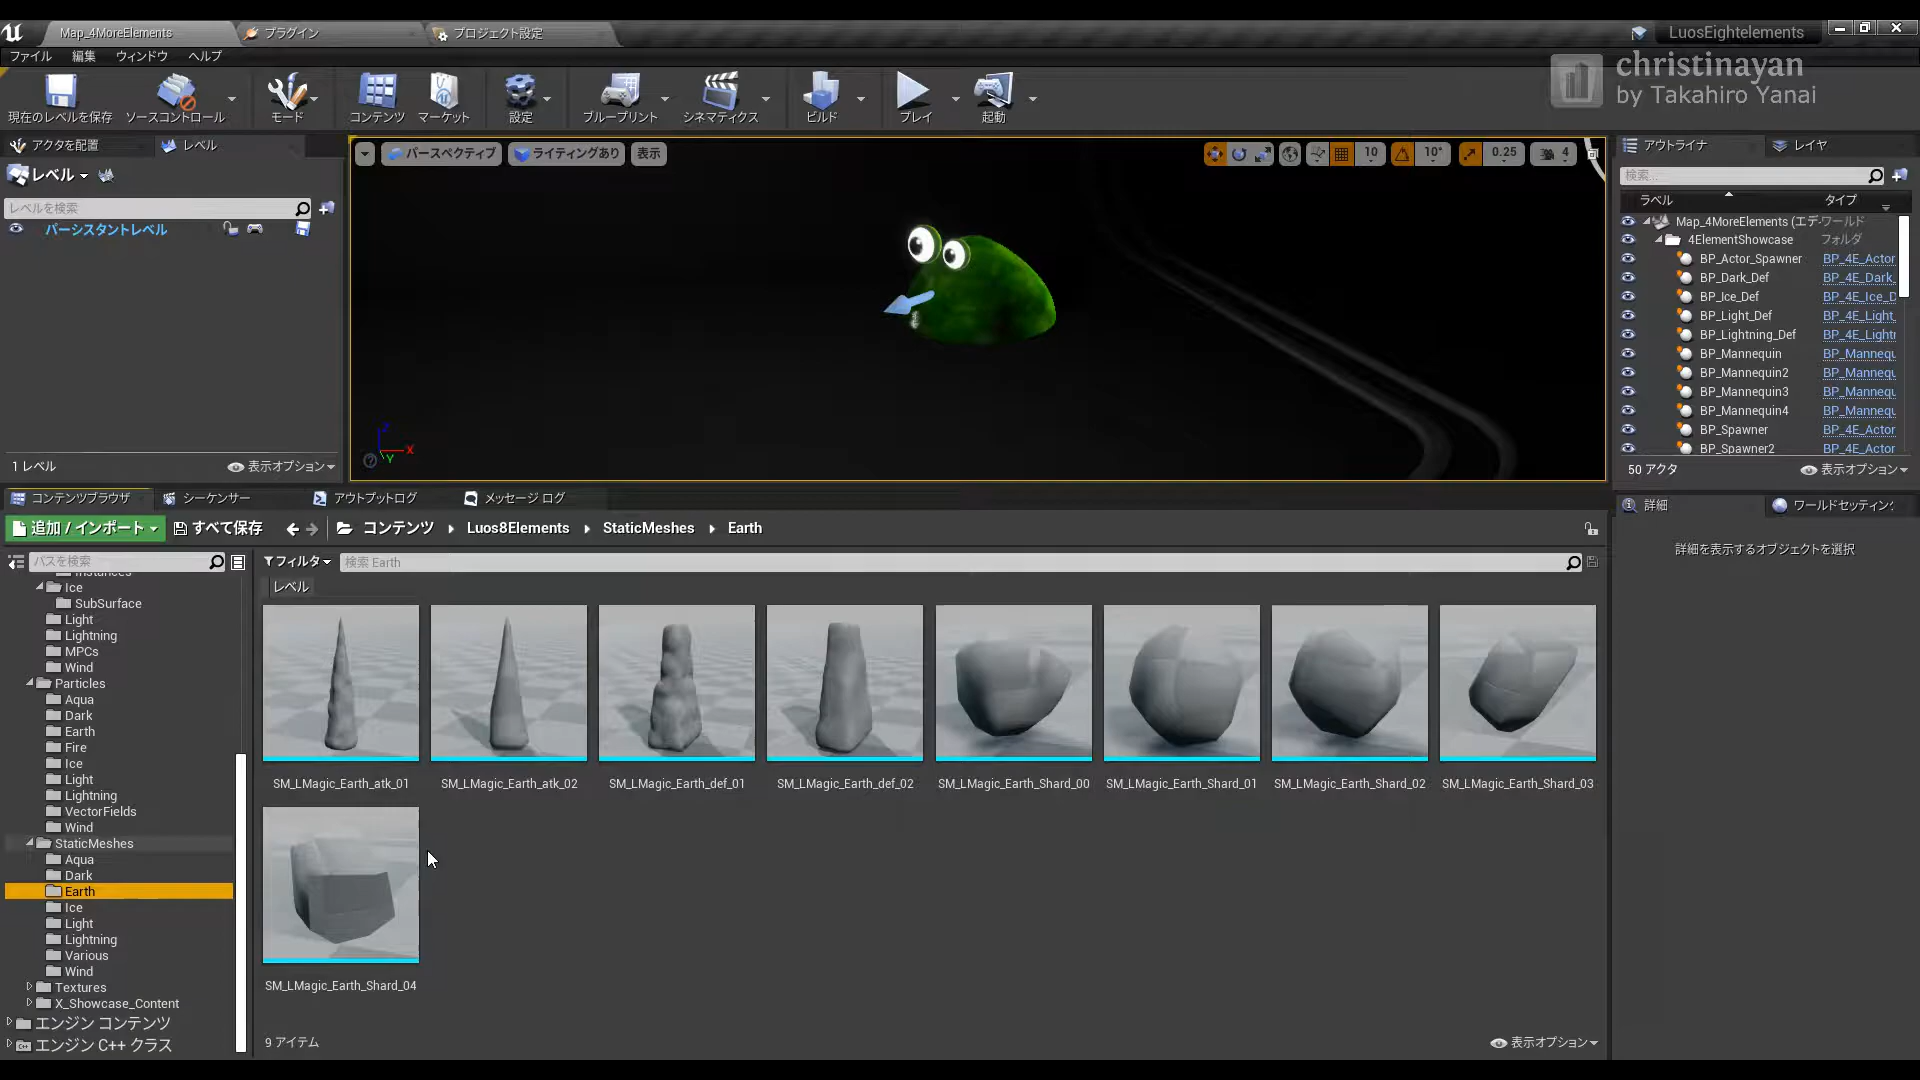 Map_4MoreElements
プラグイン
プロジェクト設定
LuosEightelements
ファイル 編集 ウィンドウ ヘルプ
christinayan
by Takahiro Yanai
現在のレベルを保存 ソースコントロール モード コンテンツ マーケット 設定 ブループリント シネマティックス ビルド プレイ 起動
アクタを配置 レベル
レベル
レベルを検索
パーシスタントレベル
1 レベル 表示オプション
パースペクティブ ライティングあり 表示
10 10° 0.25 4
X
Y
アウトライナ レイヤ
検索...
ラベル タイプ
Map_4MoreElements (エデ ワールド
4ElementShowcase フォルダ
BP_Actor_Spawner BP_4E_Actor
BP_Dark_Def BP_4E_Dark_
BP_Ice_Def BP_4E_Ice_D
BP_Light_Def BP_4E_Light_
BP_Lightning_Def BP_4E_Lightr
BP_Mannequin BP_Mannequ
BP_Mannequin2 BP_Mannequ
BP_Mannequin3 BP_Mannequ
BP_Mannequin4 BP_Mannequ
BP_Spawner BP_4E_Actor
BP_Spawner2 BP_4E_Actor
50 アクタ 表示オプション
コンテンツブラウザ シーケンサー アウトプットログ メッセージ ログ
追加 / インポート すべて保存 コンテンツ Luos8Elements StaticMeshes Earth
パスを検索
フィルタ 検索 Earth
レベル
Instances
Ice
SubSurface
Light
Lightning
MPCs
Wind
Particles
Aqua
Dark
Earth
Fire
Ice
Light
Lightning
VectorFields
Wind
StaticMeshes
Aqua
Dark
Earth
Ice
Light
Lightning
Various
Wind
Textures
X_Showcase_Content
エンジン コンテンツ
エンジン C++ クラス
SM_LMagic_Earth_atk_01 SM_LMagic_Earth_atk_02 SM_LMagic_Earth_def_01 SM_LMagic_Earth_def_02 SM_LMagic_Earth_Shard_00 SM_LMagic_Earth_Shard_01 SM_LMagic_Earth_Shard_02 SM_LMagic_Earth_Shard_03
SM_LMagic_Earth_Shard_04
9 アイテム 表示オプション
詳細 ワールドセッティン
詳細を表示するオブジェクトを選択